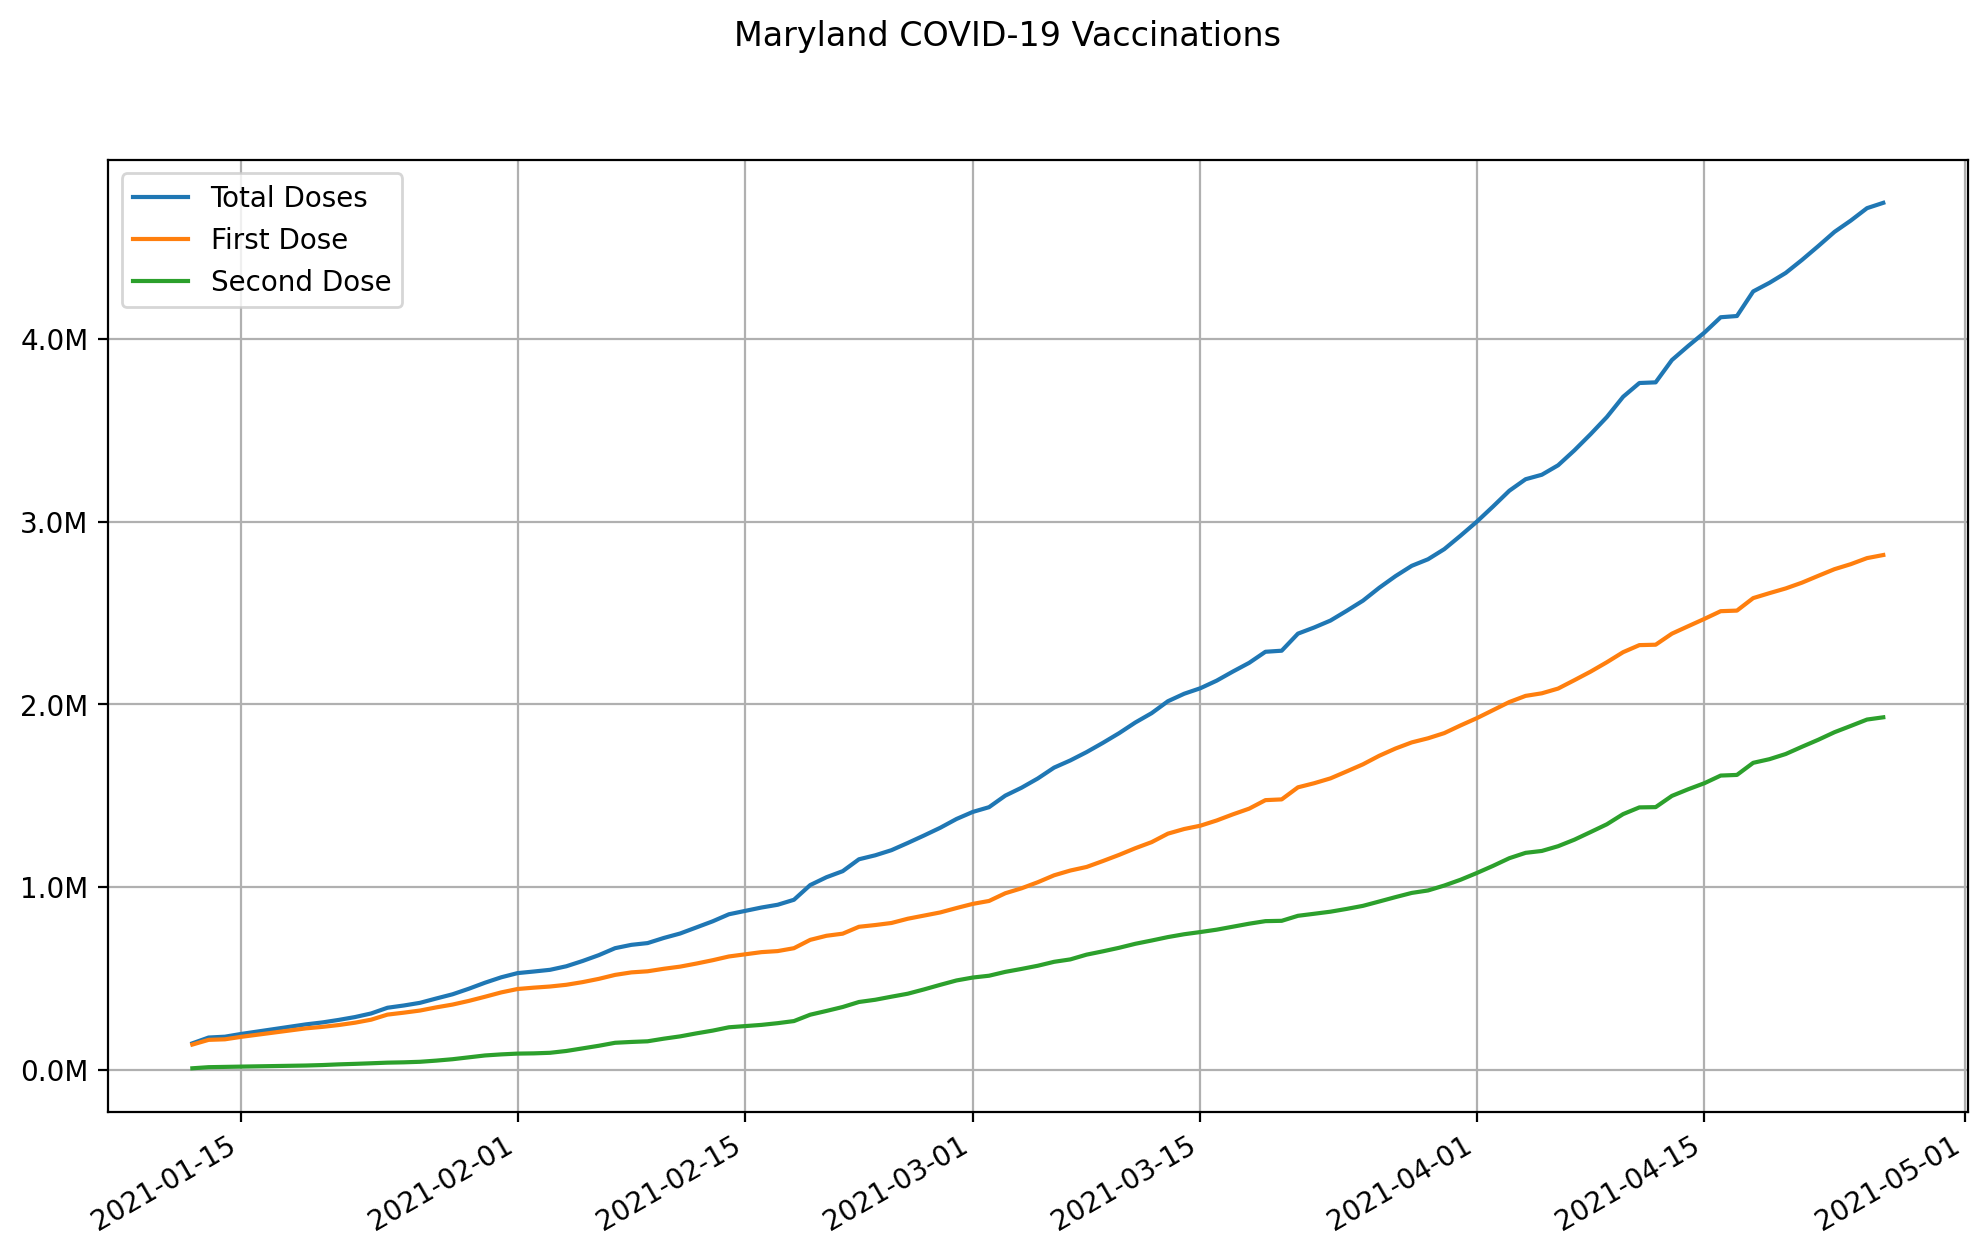 Maryland COVID-19 Vaccinations
Total Doses
First Dose
Second Dose
4.0M
3.0M
2.0M
1.0M
0.0M
2021-01-15
2021-02-01
2021-02-15
2021-03-01
2021-03-15
2021-04-01
2021-04-15
2021-05-01